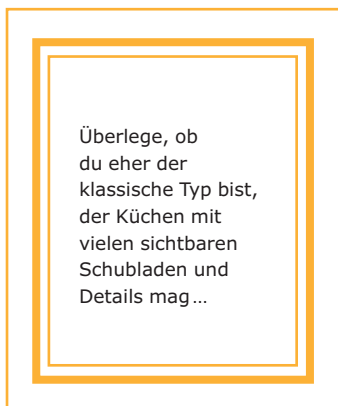 Überlege, ob
du eher der
klassische Typ bist,
der Küchen mit
vielen sichtbaren
Schubladen und
Details mag…